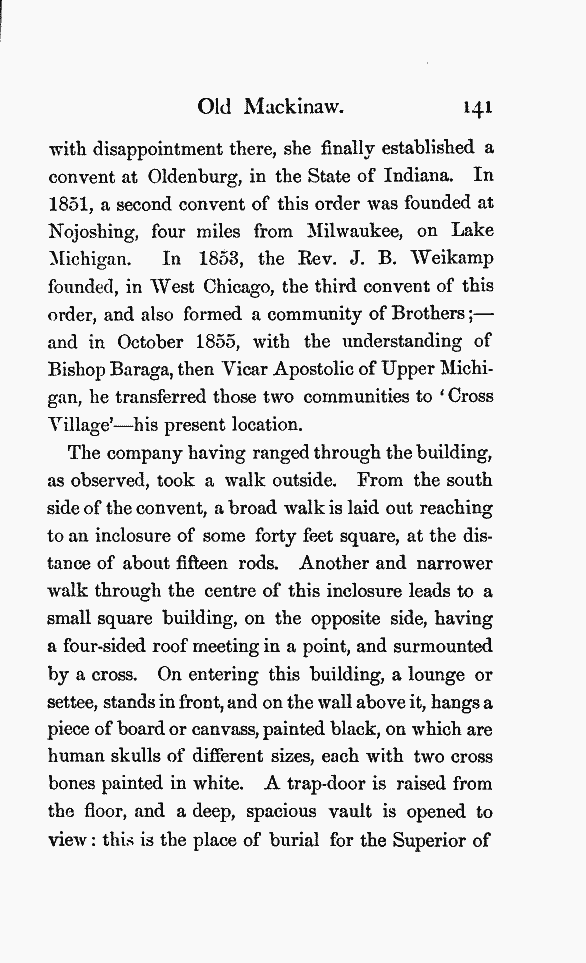 Old Mackinaw. 141
with disappointment there, she finally established a
convent at Oldenburg, in the State of Indiana. In
1851, a second convent of this order was founded at
Nojoshing, four miles from Milwaukee, on Lake
Michigan. In 1853, the Rev. J. B. Weikamp
founded, in West Chicago, the third convent of this
order, and also formed a community of Brothers;—
and in October 1855, with the understanding of
Bishop Baraga, then Vicar Apostolic of Upper Michi-
gan, he transferred those two communities to ‘Cross
Village’—his present location.
The company having ranged through the building,
as observed, took a walk outside. From the south
side of the convent, a broad walk is laid out reaching
to an inclosure of some forty feet square, at the dis-
tance of about fifteen rods. Another and narrower
walk through the centre of this inclosure leads to a
small square building, on the opposite side, having
a four-sided roof meeting in a point, and surmounted
by a cross. On entering this building, a lounge or
settee, stands in front, and on the wall above it, hangs a
piece of board or canvass, painted black, on which are
human skulls of different sizes, each with two cross
bones painted in white. A trap-door is raised from
the floor, and a deep, spacious vault is opened to
view: this is the place of burial for the Superior of